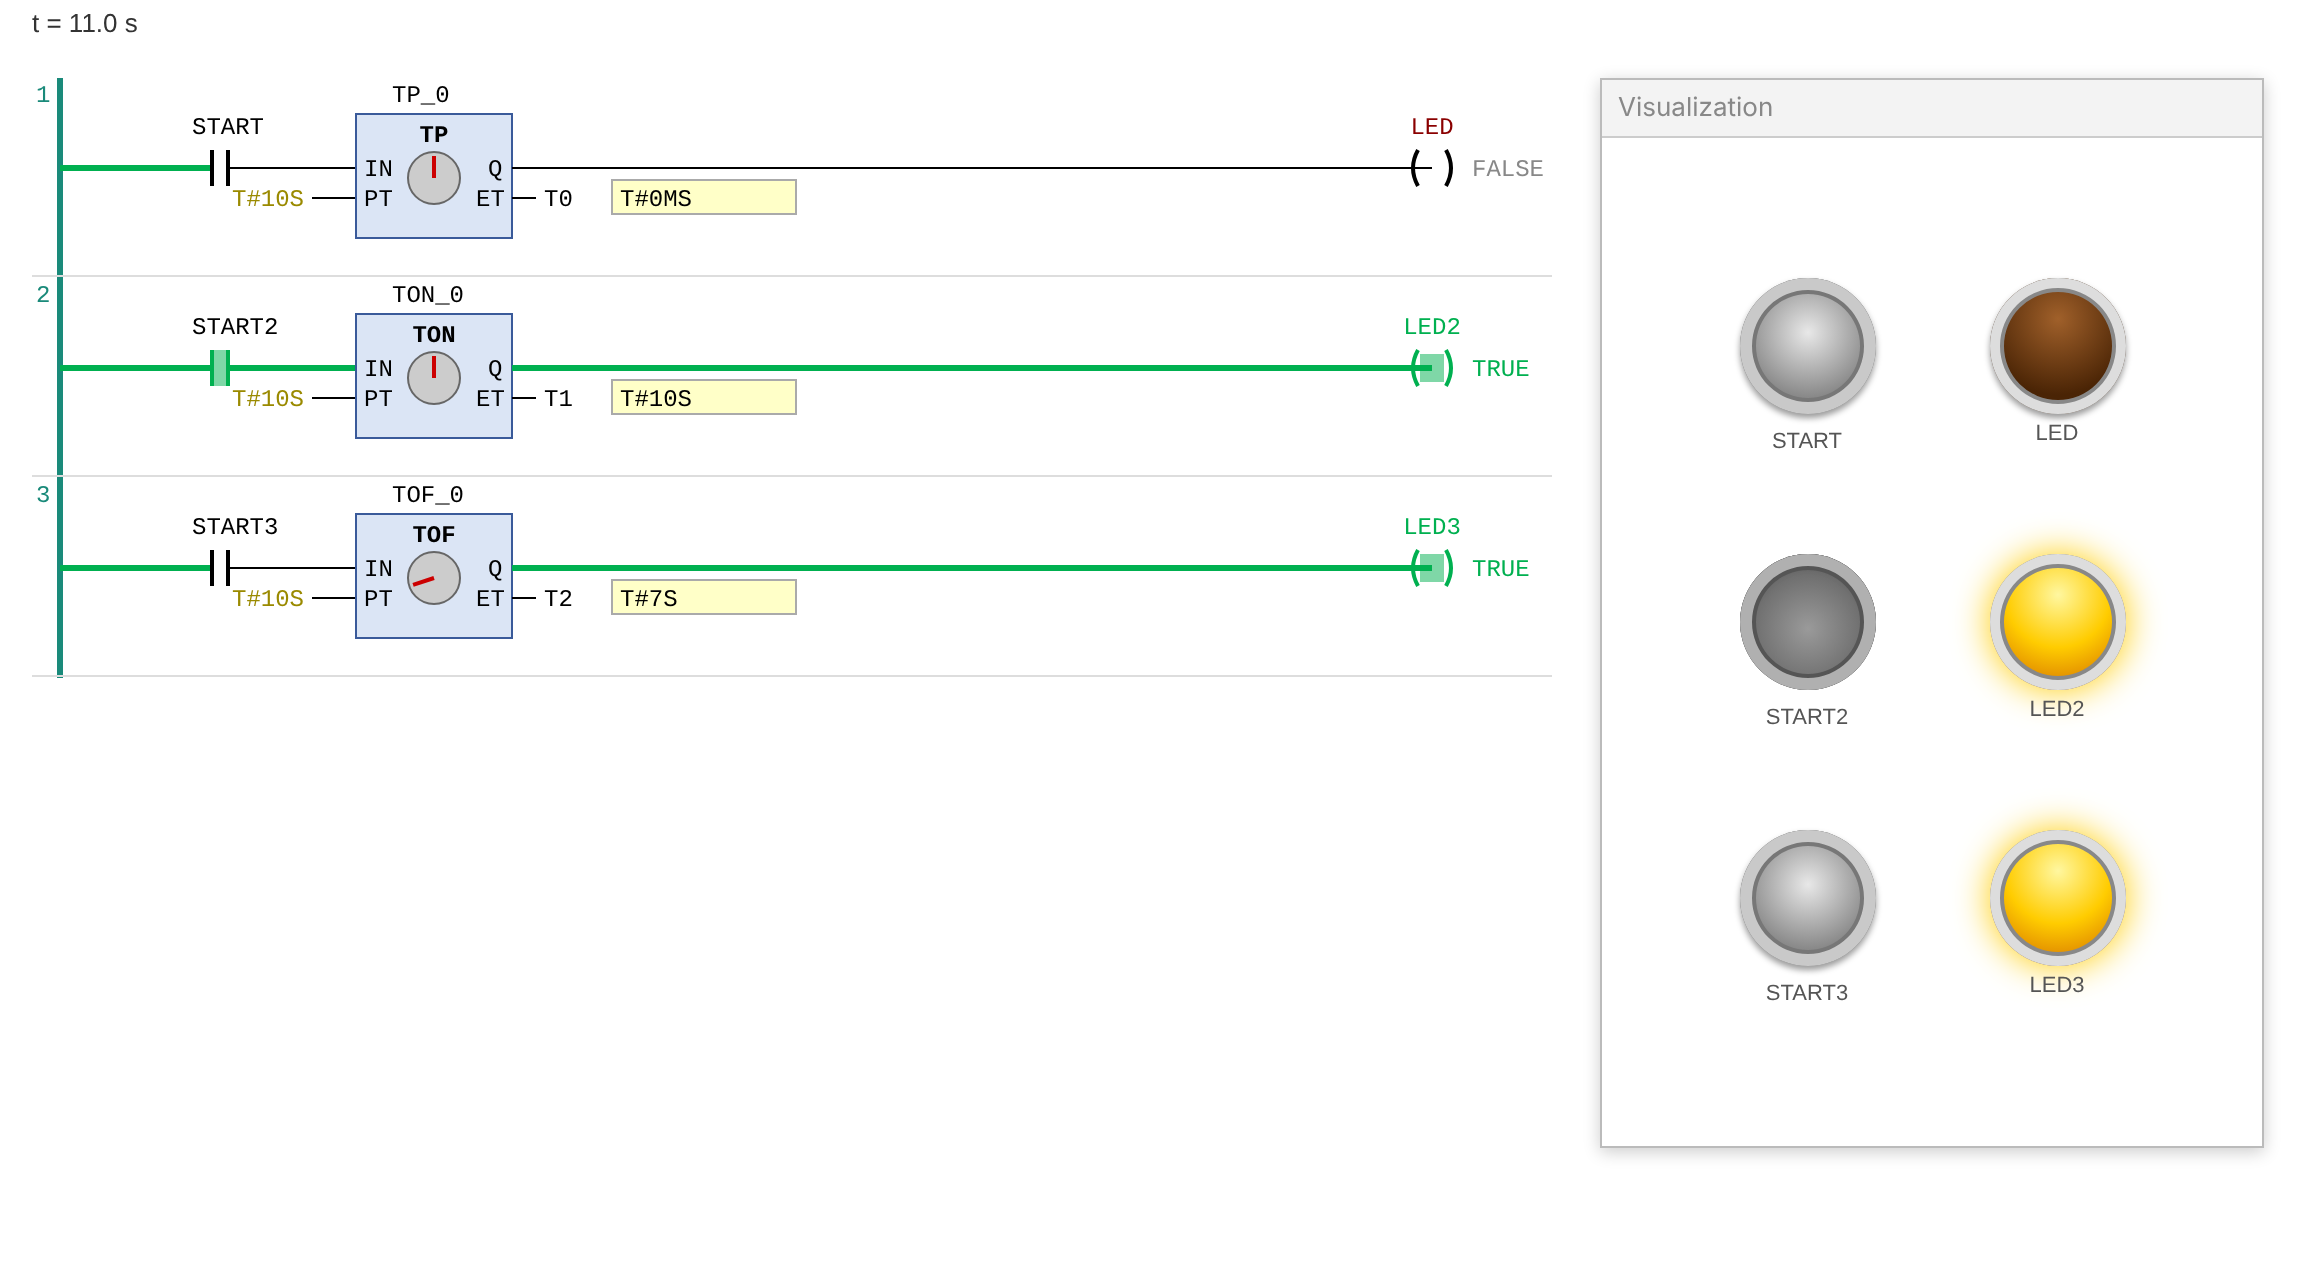 t = 11.0 s
1
TP_0
START
TP
IN
Q
T#10S
PT
ET
T0
T#0MS
LED
FALSE
2
TON_0
START2
TON
IN
Q
T#10S
PT
ET
T1
T#10S
LED2
TRUE
3
TOF_0
START3
TOF
IN
Q
T#10S
PT
ET
T2
T#7S
LED3
TRUE
Visualization
START
LED
START2
LED2
START3
LED3